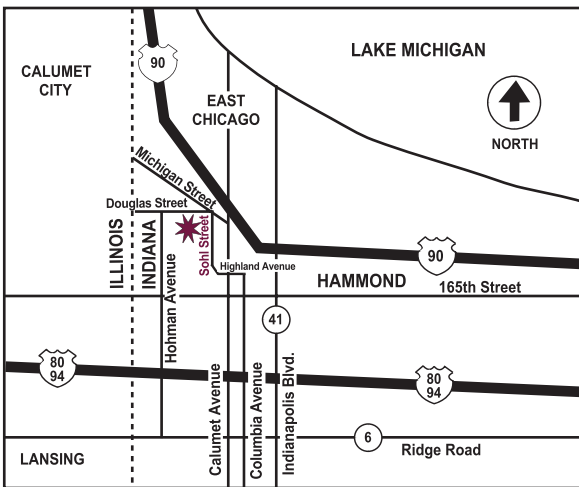 LAKE MICHIGAN
90
CALUMET
CITY
EAST
CHICAGO
NORTH
Michigan Street
Douglas Street
ILLINOIS
INDIANA
Hohman Avenue
Sohl Street
Highland Avenue
90
HAMMOND
165th Street
41
80
94
80
94
Calumet Avenue
Columbia Avenue
Indianapolis Blvd.
6
Ridge Road
LANSING